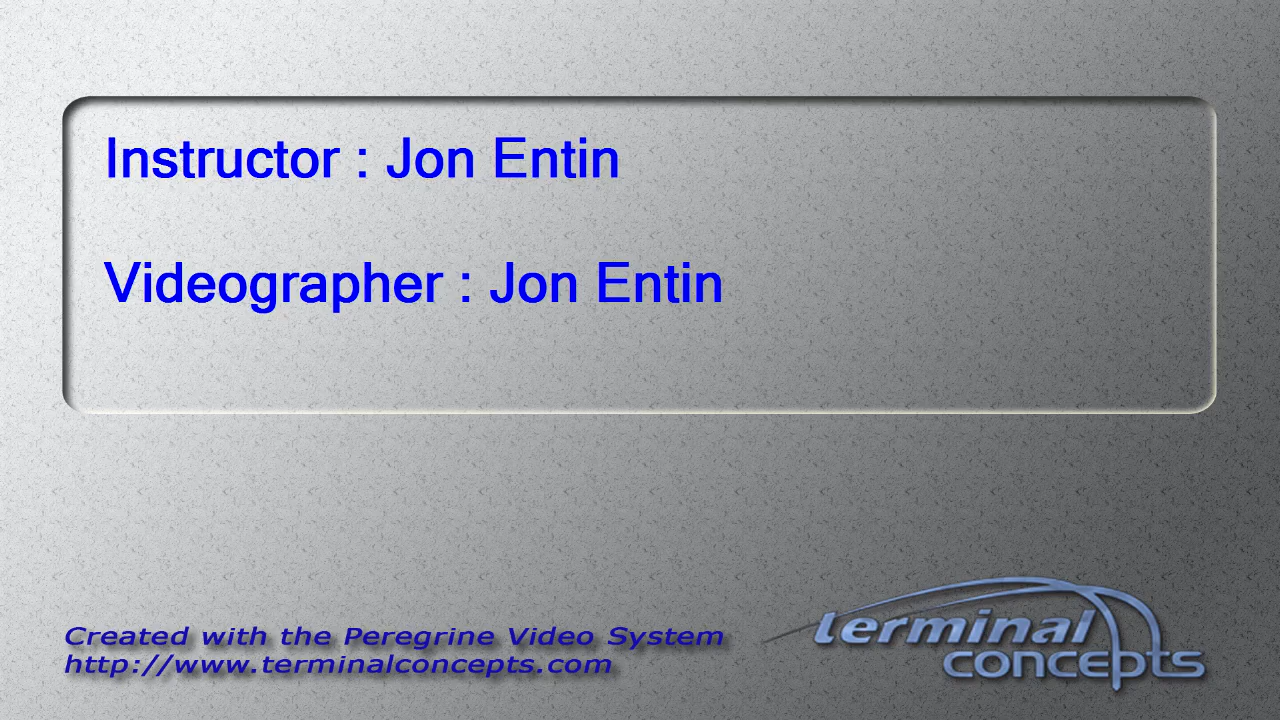 Instructor : Jon Entin
Videographer : Jon Entin
Created with the Peregrine Video System
http://www.terminalconcepts.com
terminal
concepts